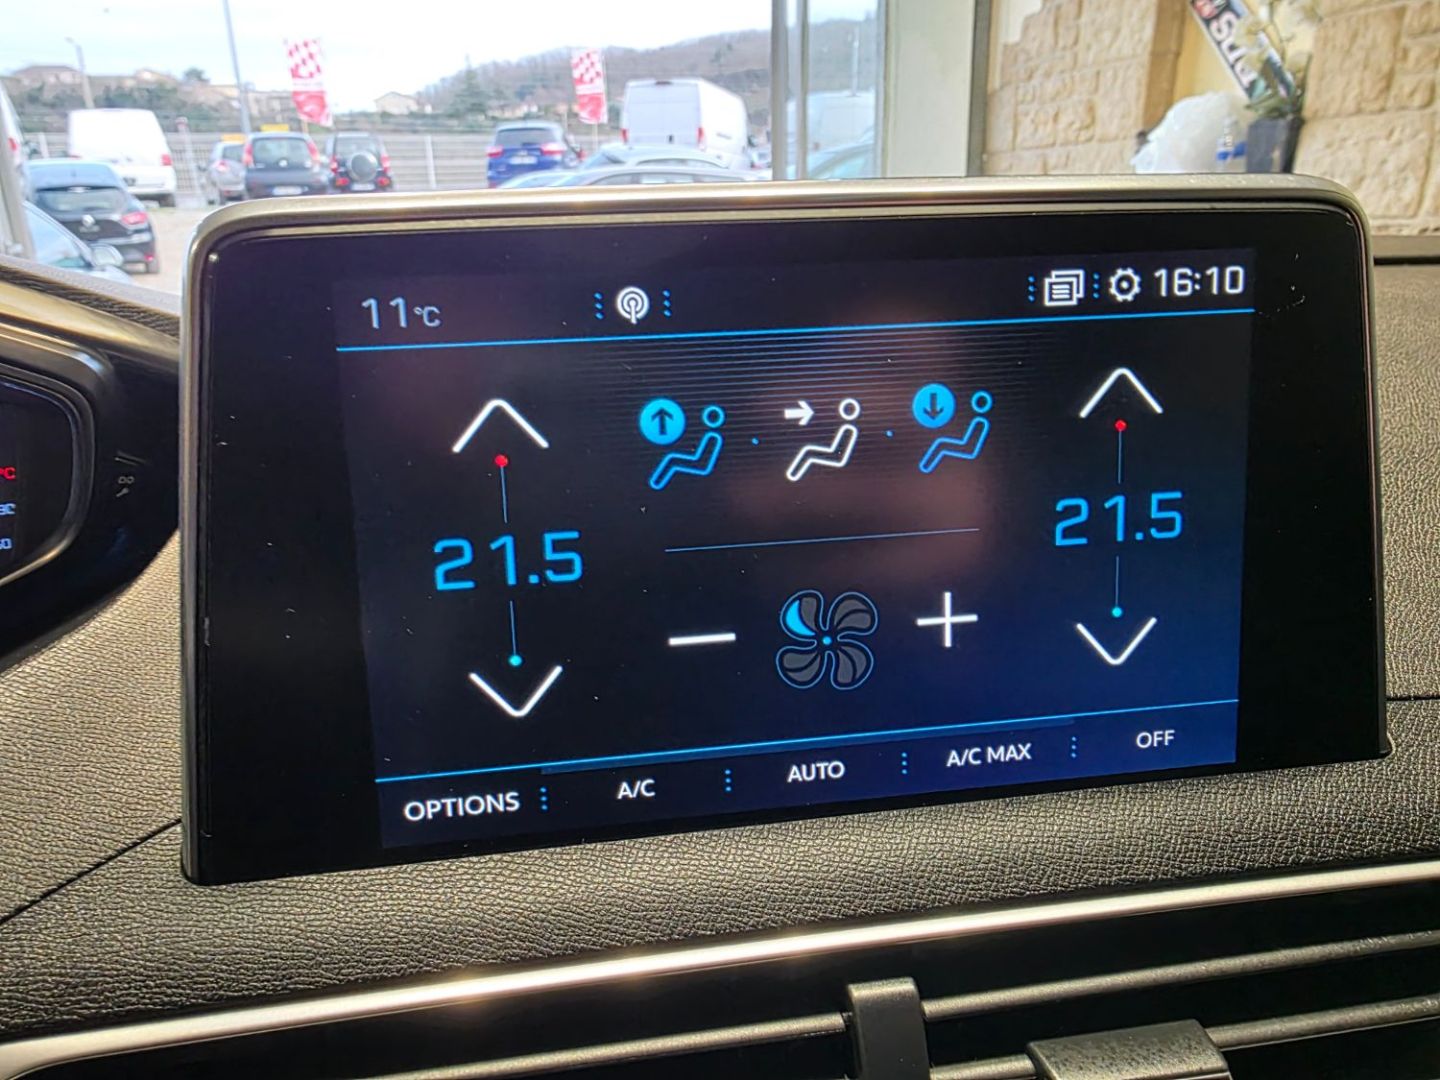 11°C
16:10
21.5
21.5
OPTIONS
A/C
AUTO
A/C MAX
OFF